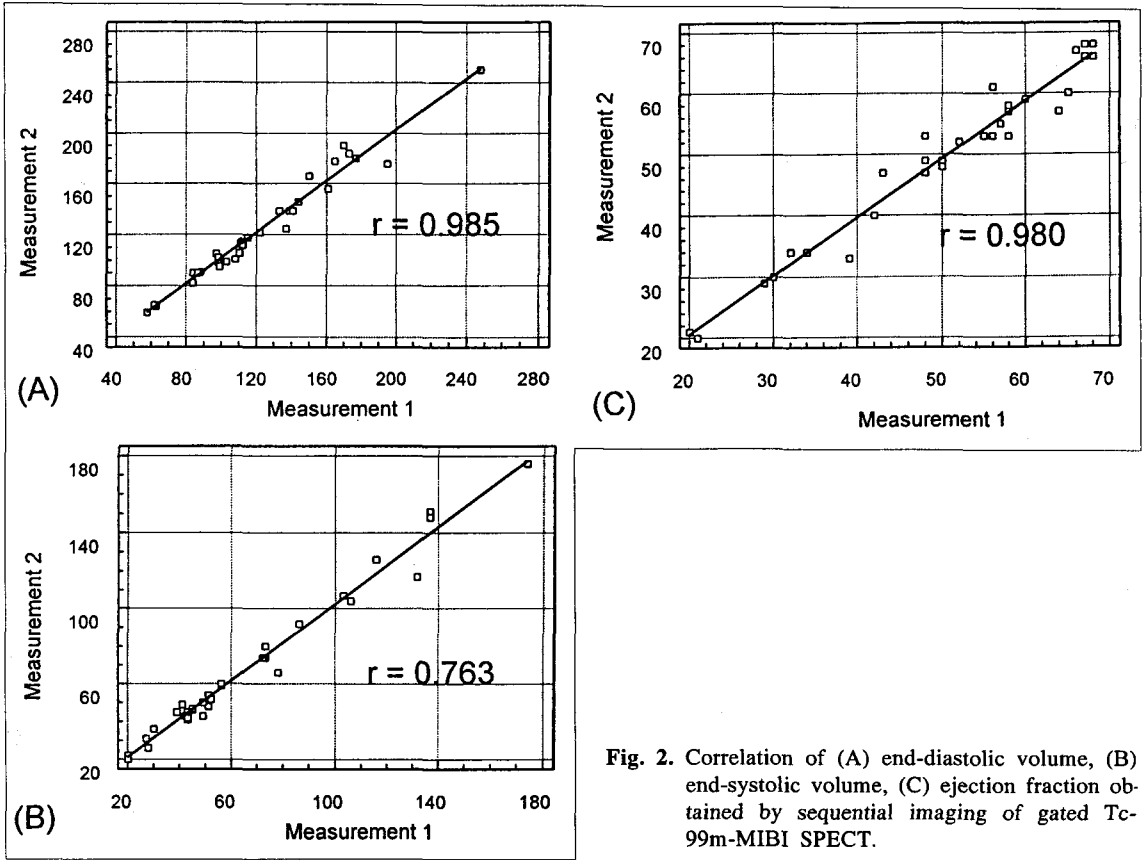 280
240
200
160
120
80
40
Measurement 2
r = 0.985
40 80 120 160 200 240 280
Measurement 1
(A)
70
60
50
40
30
20
Measurement 2
r = 0.980
20 30 40 50 60 70
Measurement 1
(C)
180
140
100
60
20
Measurement 2
r = 0.763
20 60 100 140 180
Measurement 1
(B)
Fig. 2. Correlation of (A) end-diastolic volume, (B)
end-systolic volume, (C) ejection fraction ob-
tained by sequential imaging of gated Tc-
99m-MIBI SPECT.